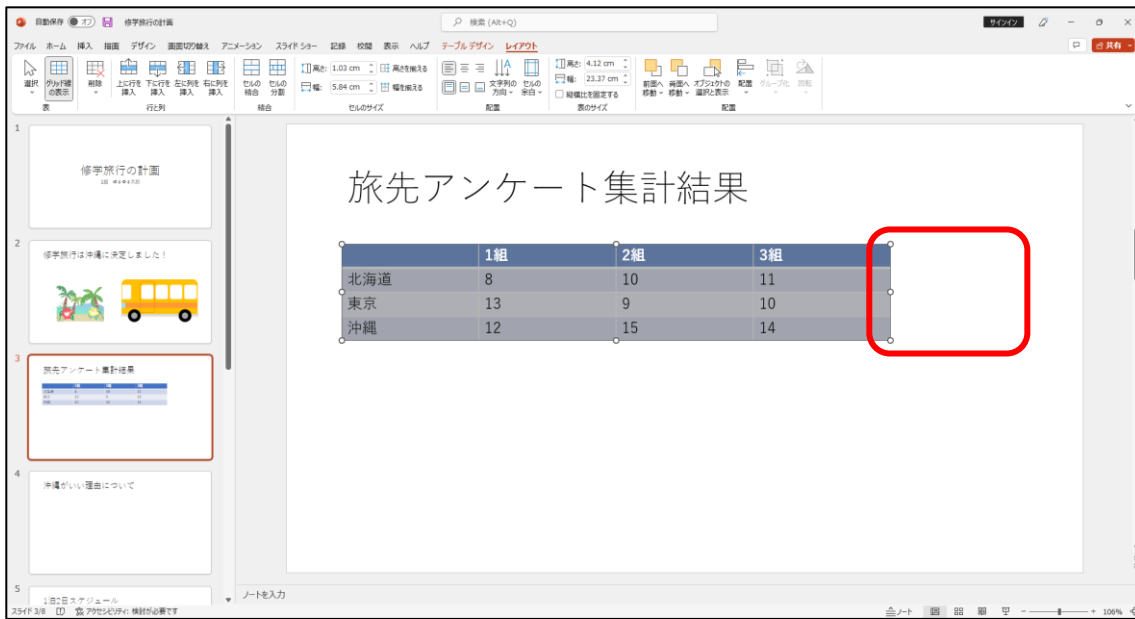 自動保存 オフ 修学旅行の計画 検索 (Alt+Q) サインイン
ファイル ホーム 挿入 描画 デザイン 画面切り替え アニメーション スライド ショー 記録 校閲 表示 ヘルプ テーブル デザイン レイアウト 共有
選択 グリッド線の表示 削除 上に行を挿入 下に行を挿入 左に列を挿入 右に列を挿入 セルの結合 セルの分割 高さ: 1.03 cm 高さを揃える 文字列の方向 セルの余白 高さ: 4.12 cm 前面へ移動 背面へ移動 オブジェクトの選択と表示 配置 グループ化 回転
幅: 5.84 cm 幅を揃える 幅: 23.37 cm
縦横比を固定する
表 行と列 結合 セルのサイズ 配置 表のサイズ 配置
1
修学旅行の計画
2
修学旅行は沖縄に決定しました！
3
旅先アンケート集計結果
1組 2組 3組
4
沖縄がいい理由について
5
1泊2日スケジュール
旅先アンケート集計結果
1組 2組 3組
北海道 8 10 11
東京 13 9 10
沖縄 12 15 14
ノートを入力
スライド 3/8 アクセシビリティ: 検討が必要です ノート 106%